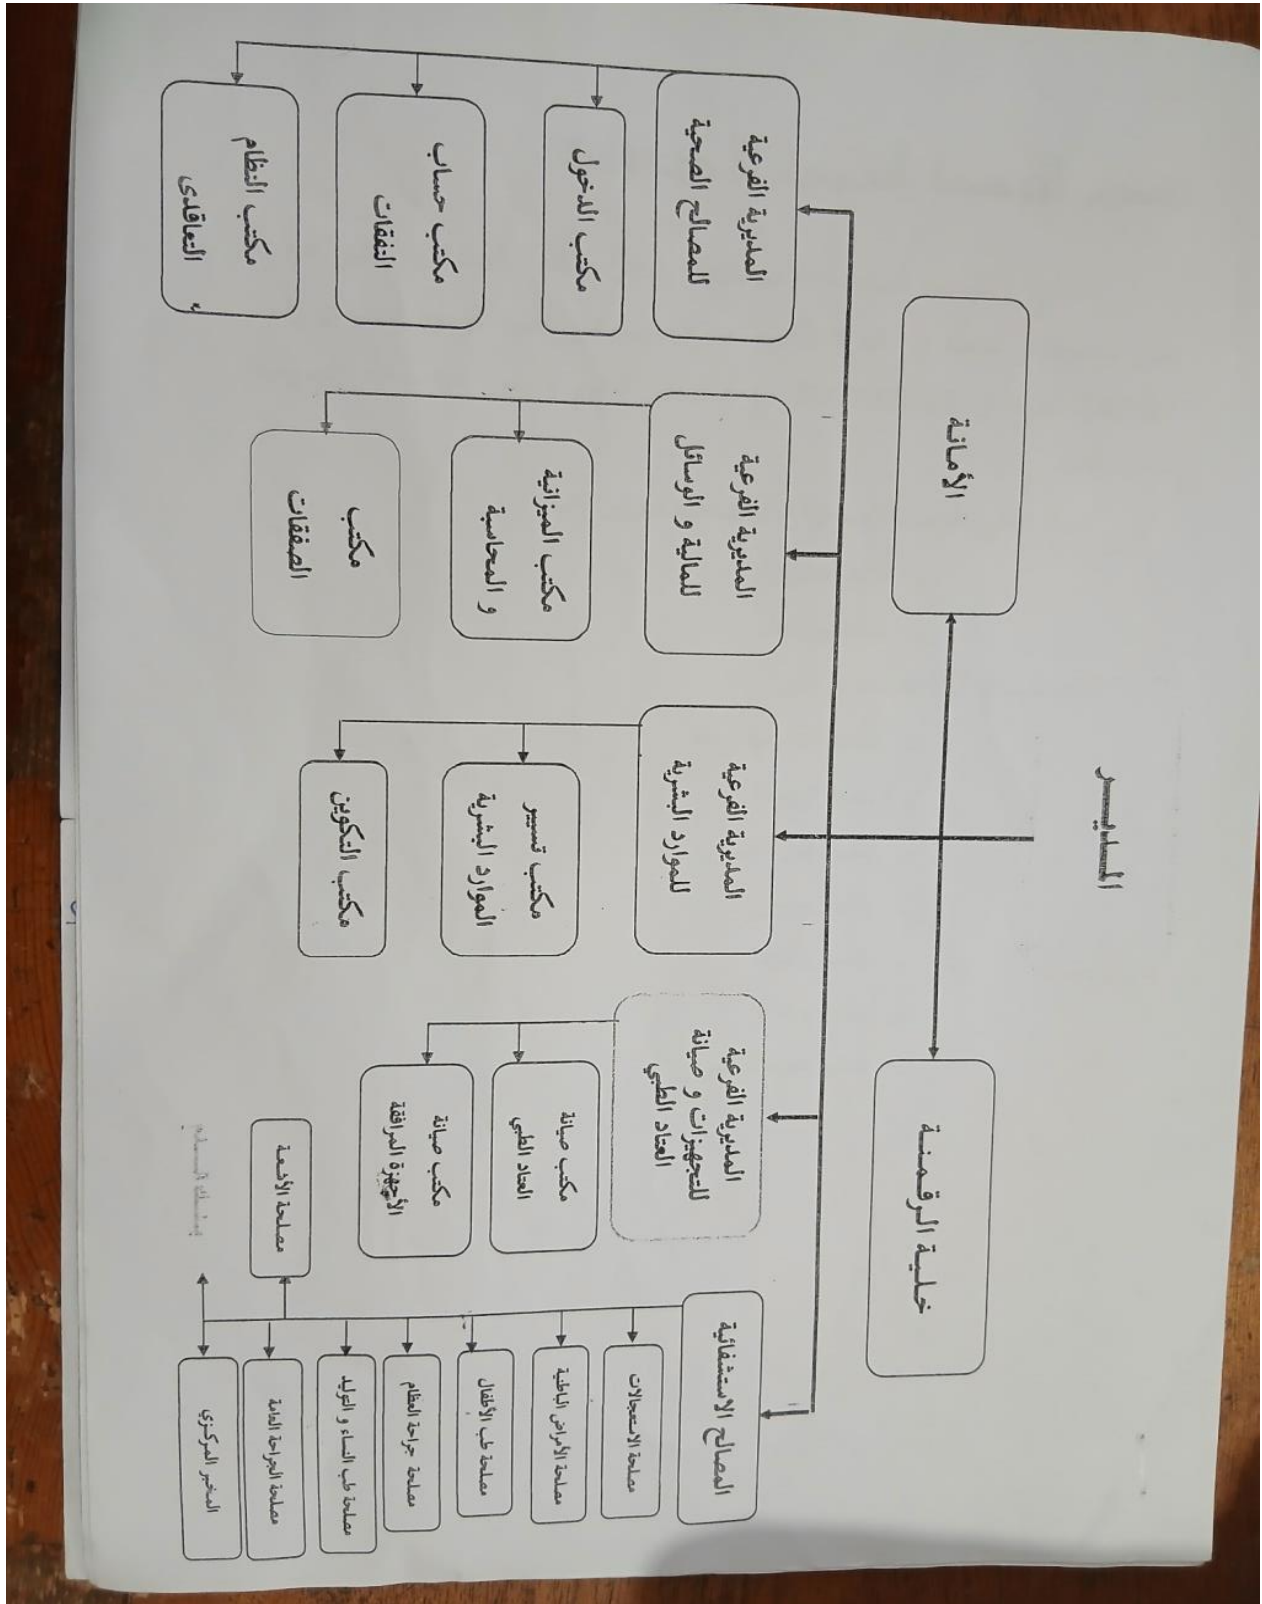 المديــر
الأمانة
خلية الرقمنة
المديرية الفرعية
للمصالح الصحية
مكتب الدخول
مكتب حساب
النفقات
مكتب النظام
التعاقدي
المديرية الفرعية
للمالية و الوسائل
مكتب الميزانية
و المحاسبة
مكتب
الصفقات
المديرية الفرعية
للموارد البشرية
مكتب تسيير
الموارد البشرية
مكتب التكوين
المديرية الفرعية
للتجهيزات و صيانة
العتاد الطبي
مكتب صيانة
العتاد الطبي
مكتب صيانة
الأجهزة المرافقة
المصالح الاستشفائية
مصلحة الاستعجالات
مصلحة الأمراض الباطنية
مصلحة طب الأطفال
مصلحة جراحة العظام
مصلحة طب النساء و التوليد
مصلحة الجراحة العامة
المخبر المركزي
مصلحة الأشعة
بـنـك الـدم